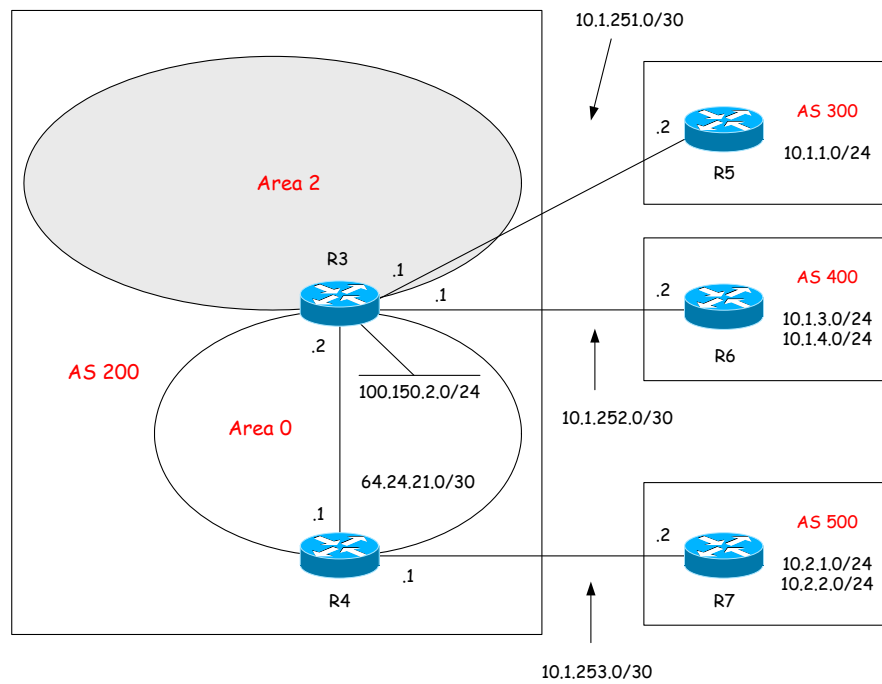 10.1.251.0/30
AS 300
.2
10.1.1.0/24
R5
Area 2
R3
.1
.1
.2
AS 400
10.1.3.0/24
10.1.4.0/24
R6
.2
AS 200
100.150.2.0/24
10.1.252.0/30
Area 0
64.24.21.0/30
.1
R4
.1
.2
AS 500
10.2.1.0/24
10.2.2.0/24
R7
10.1.253.0/30